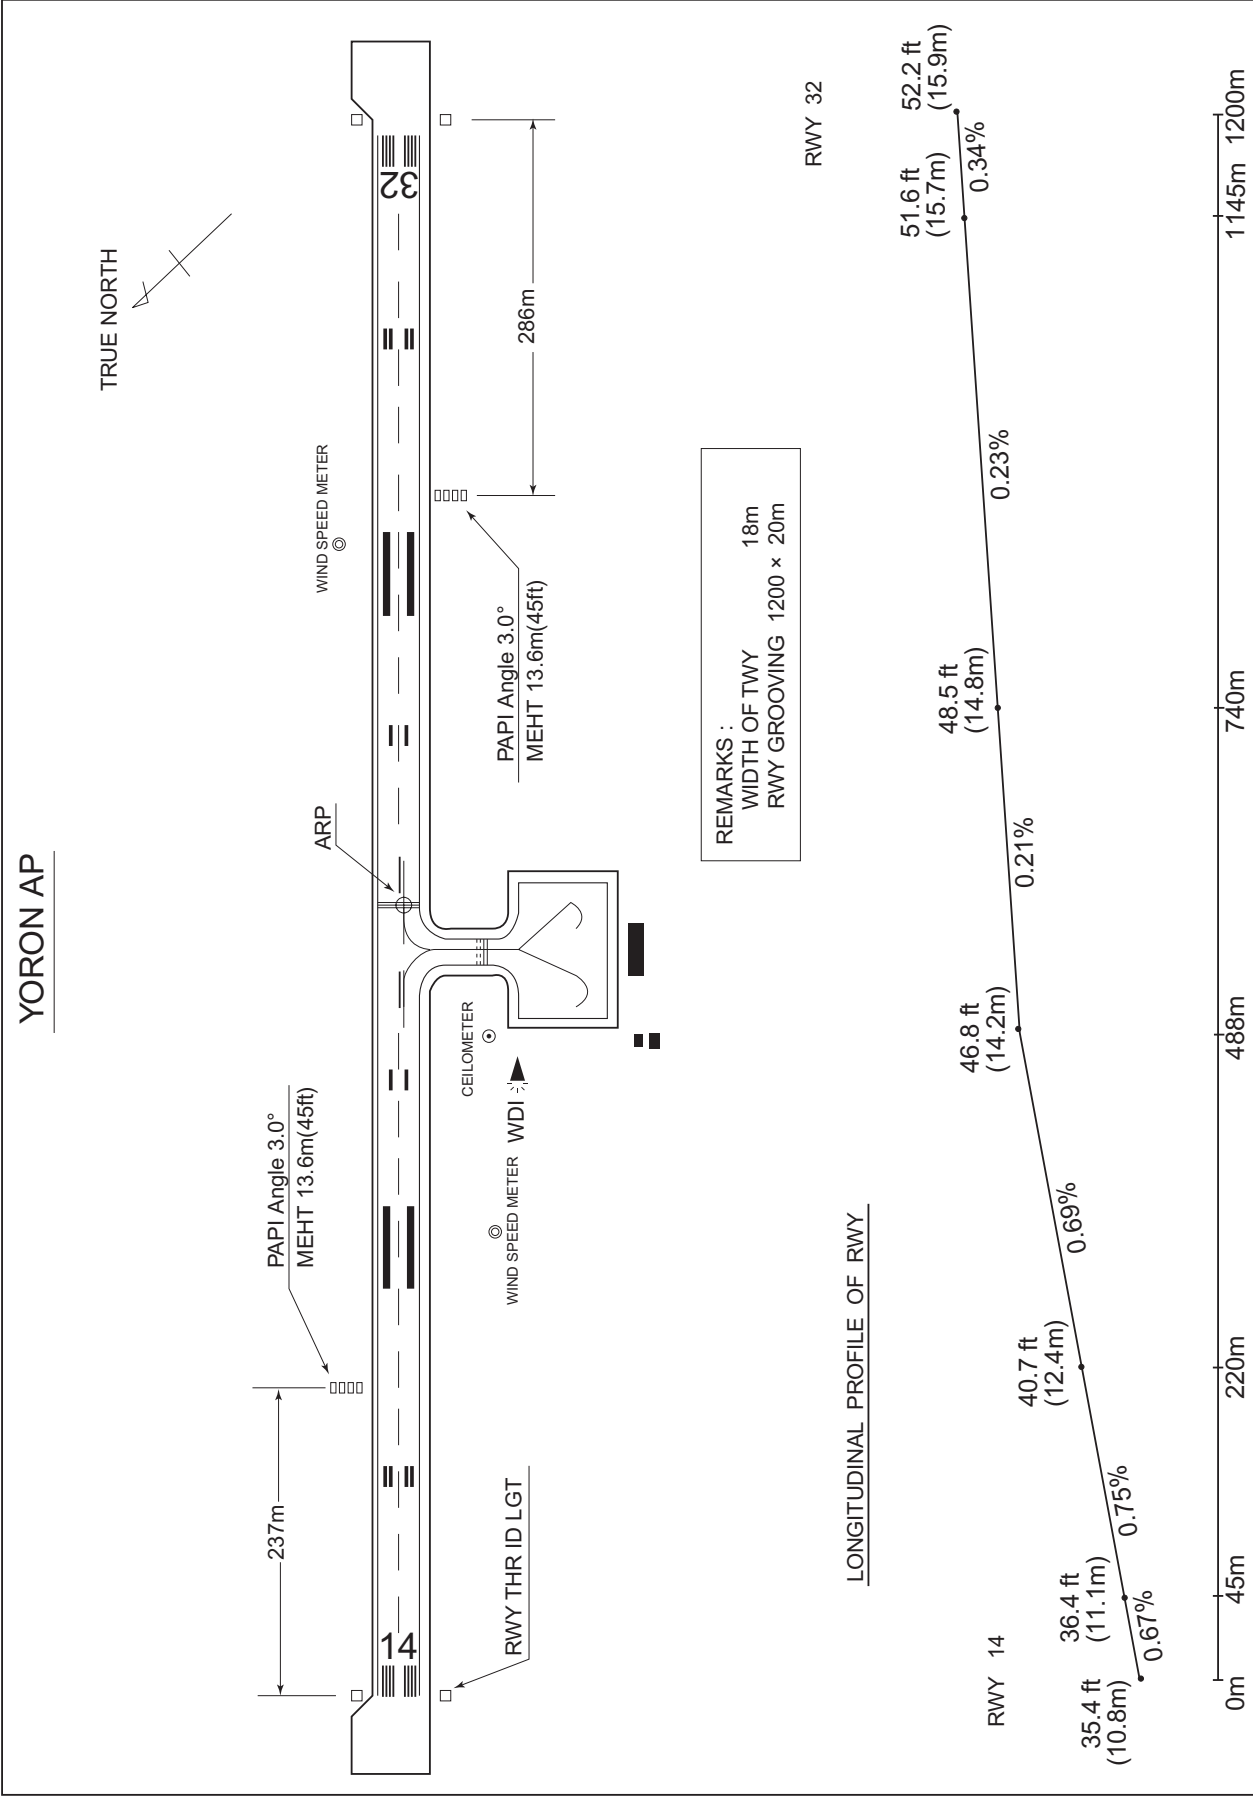 YORON AP
TRUE NORTH
PAPI Angle 3.0°
MEHT 13.6m(45ft)
237m
ARP
WIND SPEED METER
14
32
RWY THR ID LGT
WIND SPEED METER
WDI
CEILOMETER
PAPI Angle 3.0°
MEHT 13.6m(45ft)
286m
REMARKS :
WIDTH OF TWY 18m
RWY GROOVING 1200 × 20m
LONGITUDINAL PROFILE OF RWY
RWY 14
RWY 32
35.4 ft
(10.8m)
36.4 ft
(11.1m)
40.7 ft
(12.4m)
46.8 ft
(14.2m)
48.5 ft
(14.8m)
51.6 ft
(15.7m)
52.2 ft
(15.9m)
0.67%
0.75%
0.69%
0.21%
0.23%
0.34%
0m
45m
220m
488m
740m
1145m
1200m